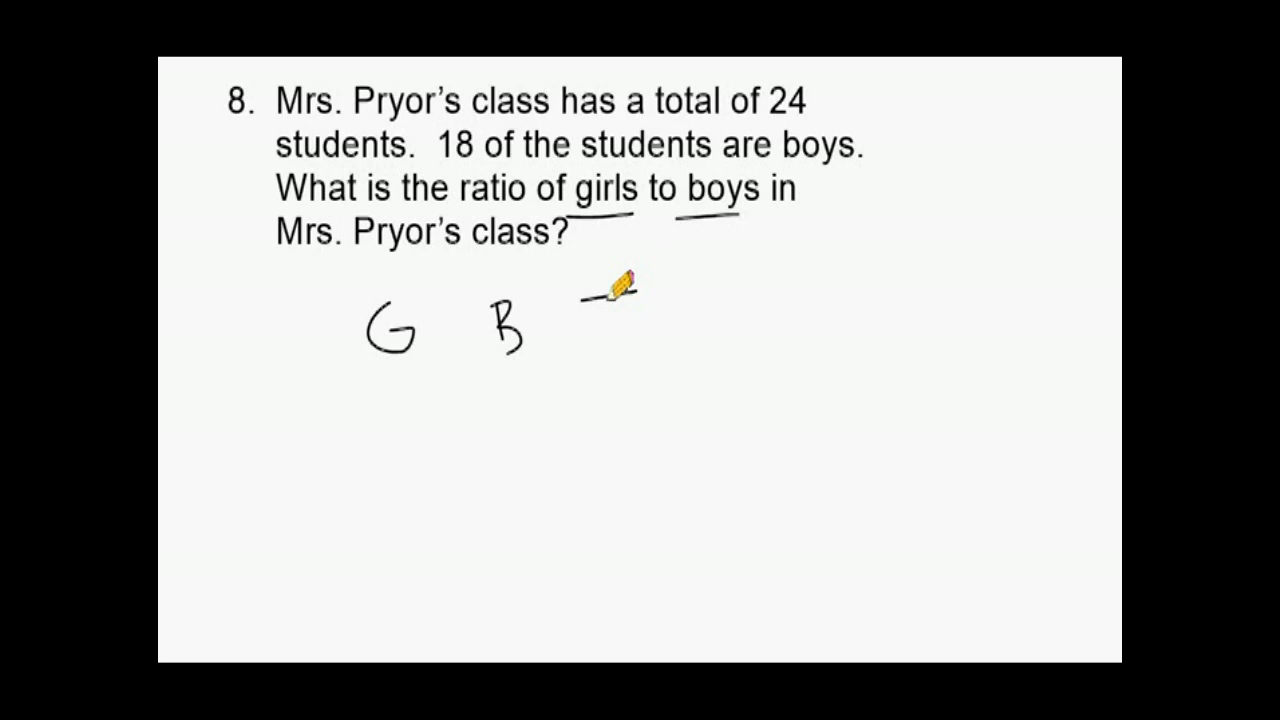 8. Mrs. Pryor's class has a total of 24
students. 18 of the students are boys.
What is the ratio of girls to boys in
Mrs. Pryor's class?
G B